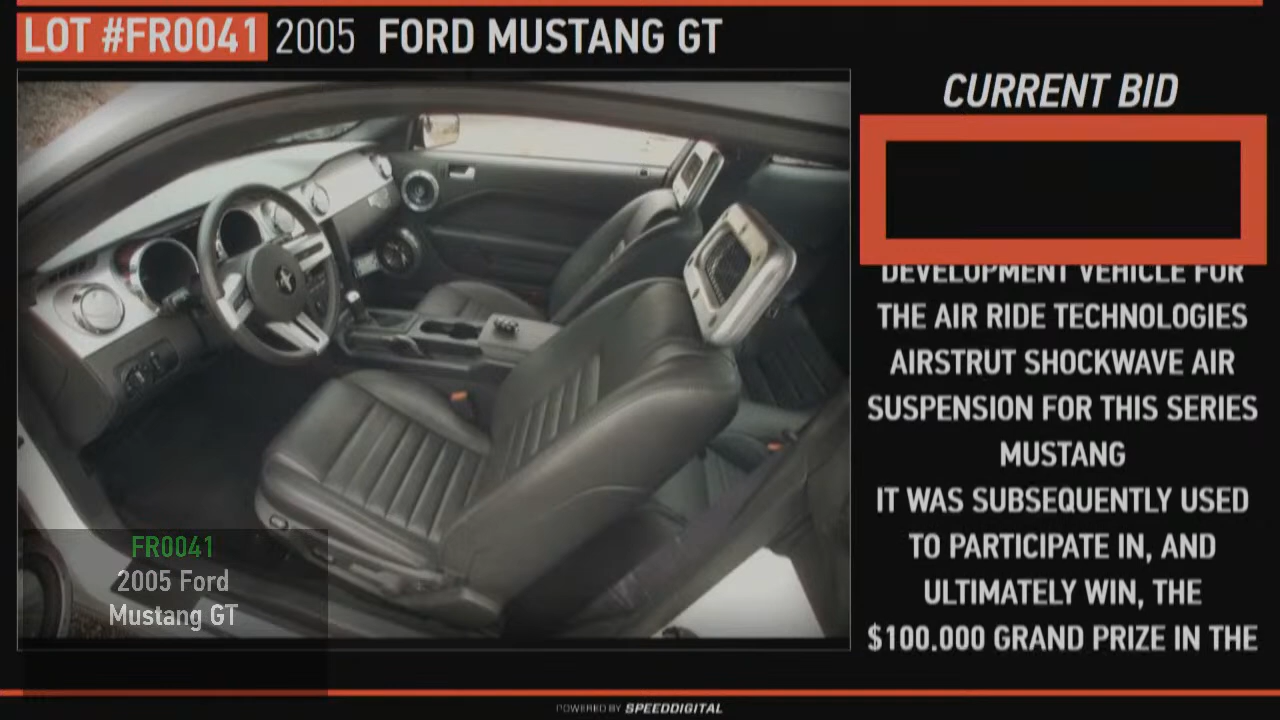 LOT #FR0041 2005 FORD MUSTANG GT
CURRENT BID
DEVELOPMENT VEHICLE FOR
THE AIR RIDE TECHNOLOGIES
AIRSTRUT SHOCKWAVE AIR
SUSPENSION FOR THIS SERIES
MUSTANG
IT WAS SUBSEQUENTLY USED
TO PARTICIPATE IN, AND
ULTIMATELY WIN, THE
$100,000 GRAND PRIZE IN THE
FR0041
2005 Ford
Mustang GT
POWERED BY SPEEDDIGITAL